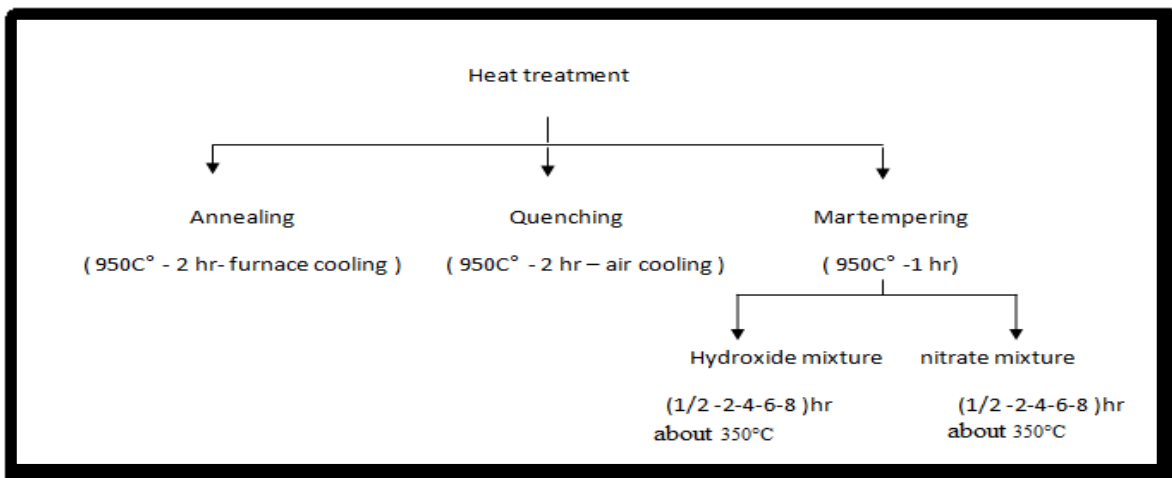 Heat treatment
Annealing
Quenching
Martempering
( 950C° - 2 hr- furnace cooling )
( 950C° - 2 hr – air cooling )
( 950C° -1 hr)
Hydroxide mixture
nitrate mixture
(1/2 -2-4-6-8 )hr
about 350°C
(1/2 -2-4-6-8 )hr
about 350°C